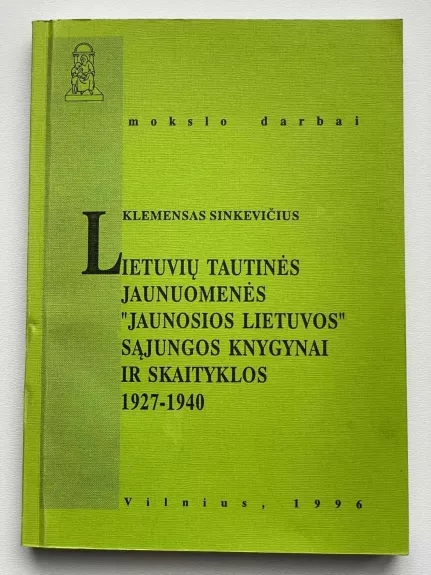 mokslo darbai
KLEMENSAS SINKEVIČIUS
LIETUVIŲ TAUTINĖS
JAUNUOMENĖS
"JAUNOSIOS LIETUVOS"
SĄJUNGOS KNYGYNAI
IR SKAITYKLOS
1927-1940
Vilnius, 1996